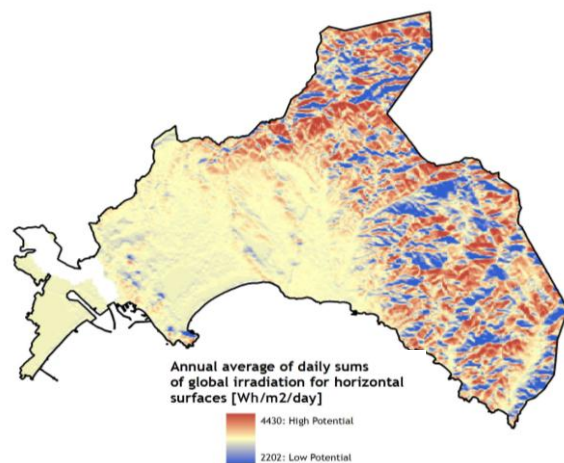 Annual average of daily sums
of global irradiation for horizontal
surfaces [Wh/m2/day]
4430: High Potential
2202: Low Potential